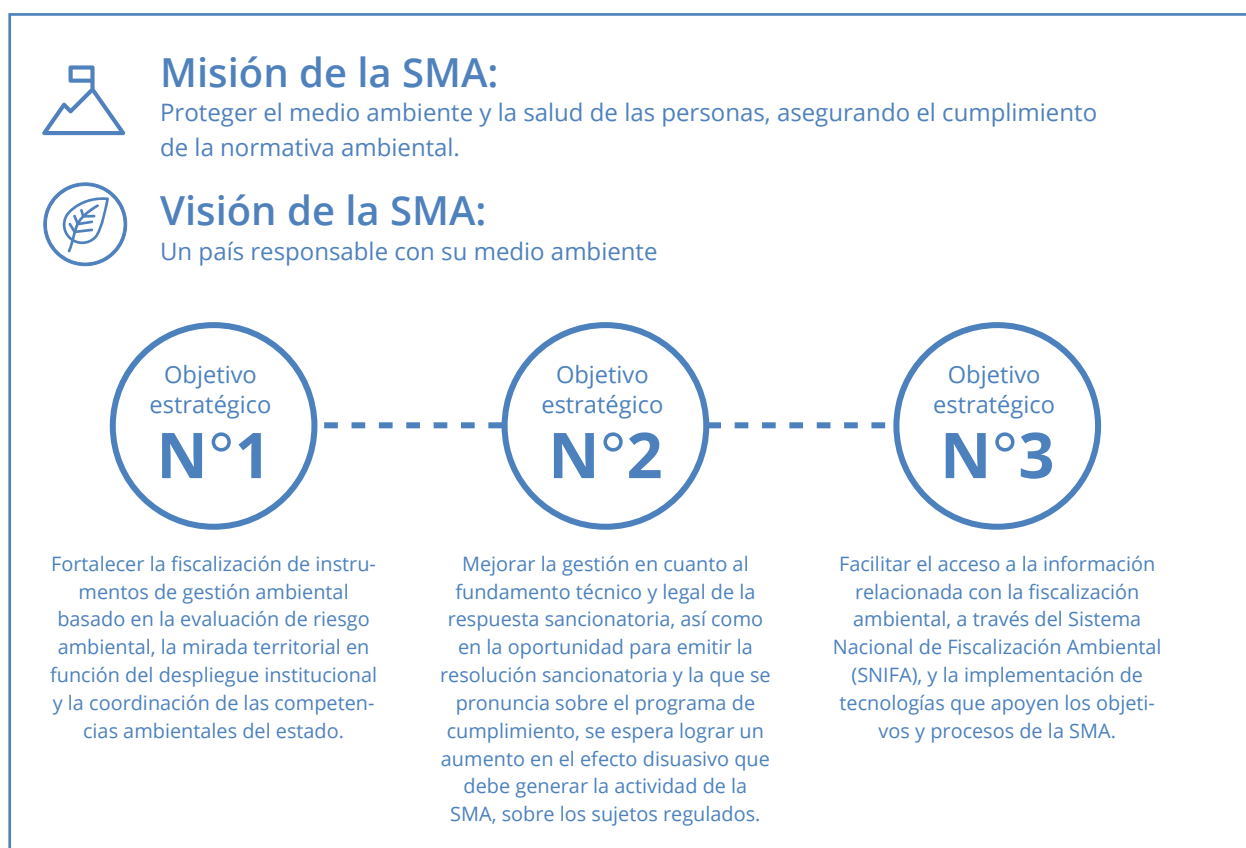 Misión de la SMA:
Proteger el medio ambiente y la salud de las personas, asegurando el cumplimiento
de la normativa ambiental.
Visión de la SMA:
Un país responsable con su medio ambiente
Objetivo
estratégico
N°1
Objetivo
estratégico
N°2
Objetivo
estratégico
N°3
Fortalecer la fiscalización de instru-
mentos de gestión ambiental
basado en la evaluación de riesgo
ambiental, la mirada territorial en
función del despliegue institucional
y la coordinación de las competen-
cias ambientales del estado.
Mejorar la gestión en cuanto al
fundamento técnico y legal de la
respuesta sancionatoria, así como
en la oportunidad para emitir la
resolución sancionatoria y la que se
pronuncia sobre el programa de
cumplimiento, se espera lograr un
aumento en el efecto disuasivo que
debe generar la actividad de la
SMA, sobre los sujetos regulados.
Facilitar el acceso a la información
relacionada con la fiscalización
ambiental, a través del Sistema
Nacional de Fiscalización Ambiental
(SNIFA), y la implementación de
tecnologías que apoyen los objeti-
vos y procesos de la SMA.